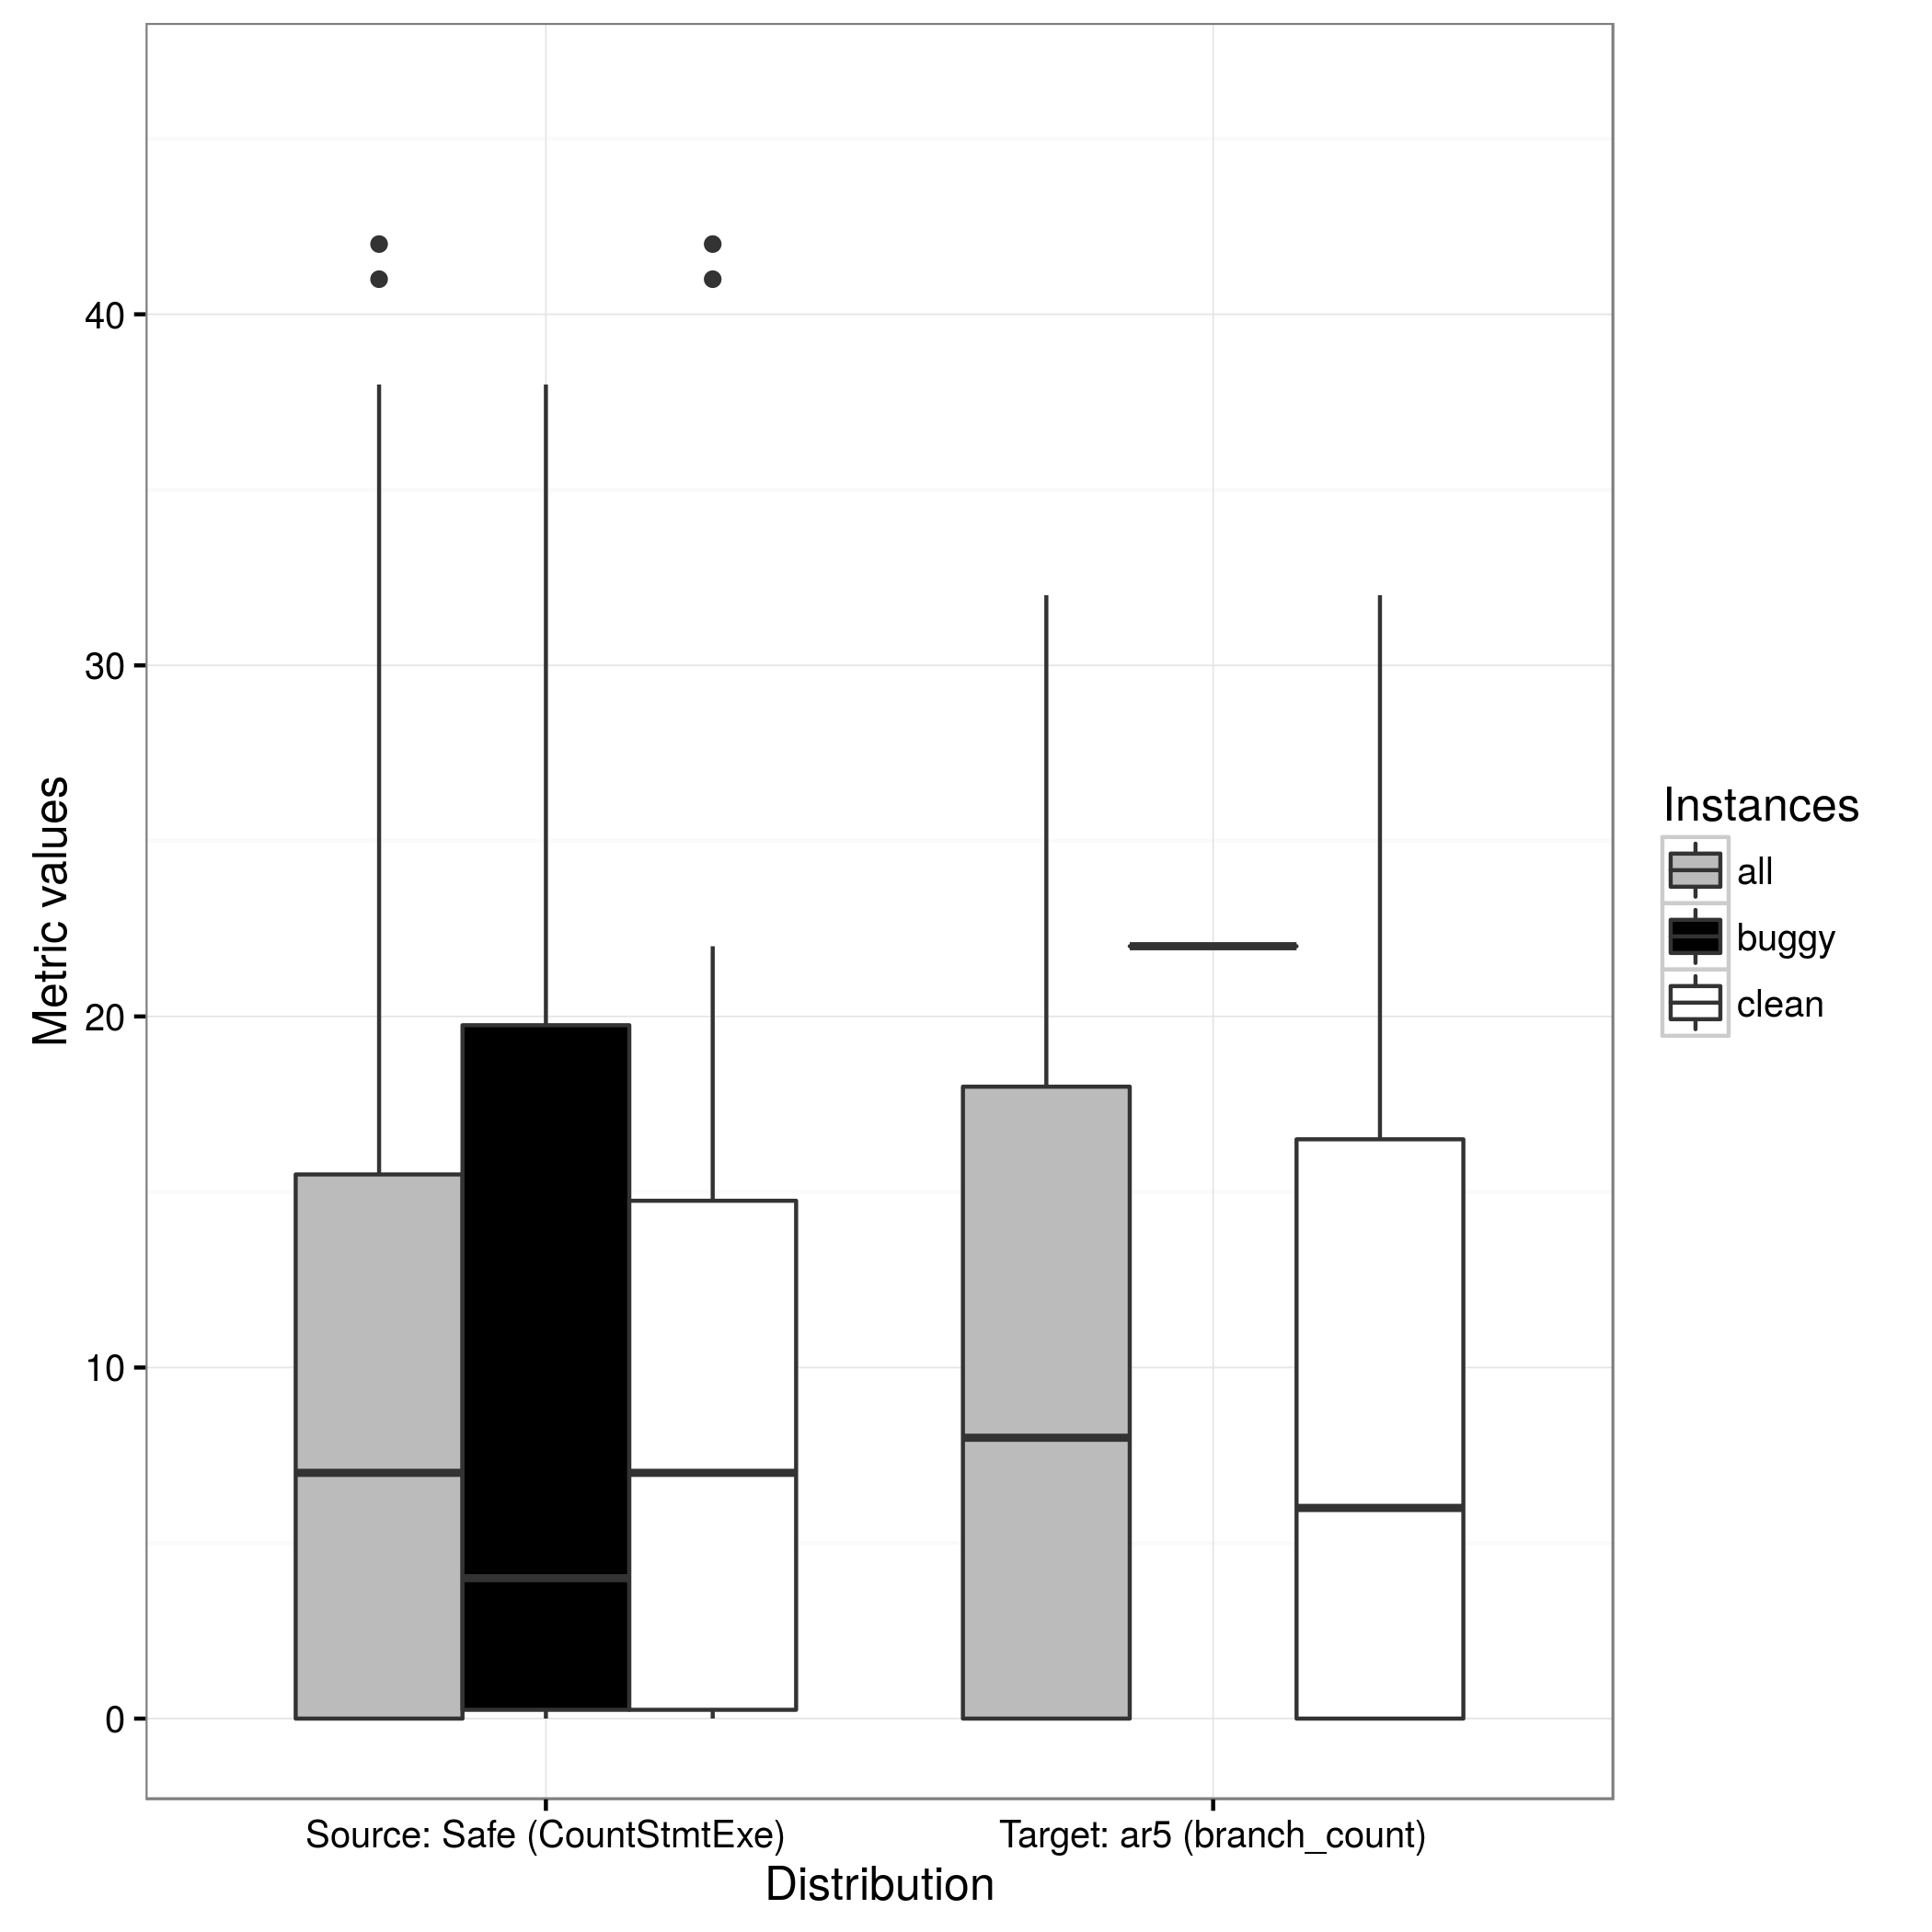 Metric values
40
30
20
10
0
Source: Safe (CountStmtExe)
Target: ar5 (branch_count)
Distribution
Instances
all
buggy
clean